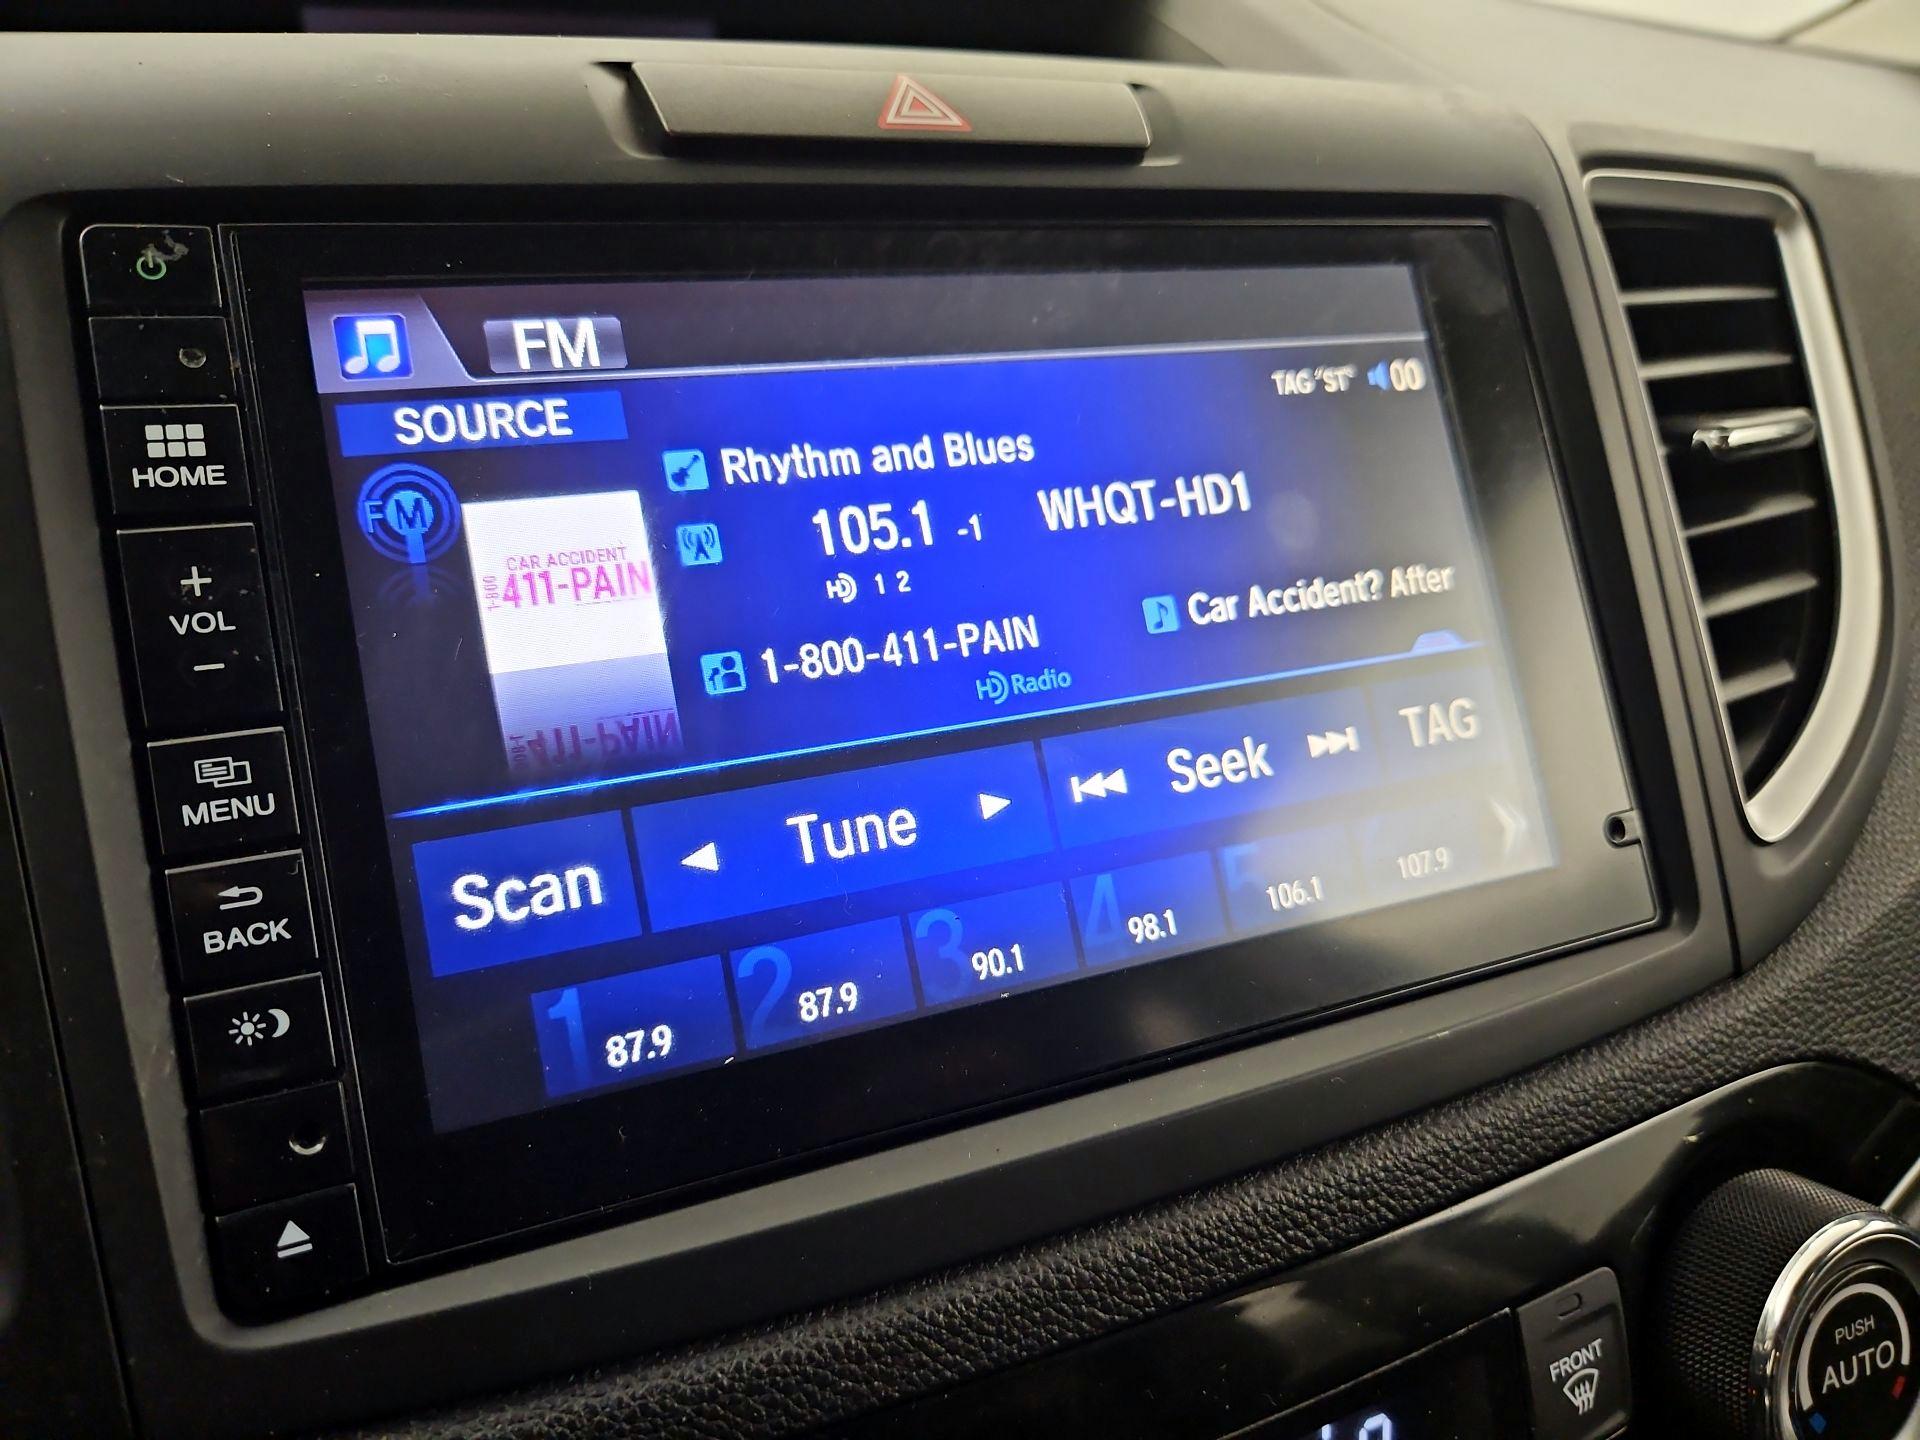 FM
TAG "ST" 00
SOURCE
HOME
Rhythm and Blues
FM
105.1 -1 WHQT-HD1
CAR ACCIDENT
1-800
411-PAIN
HD 1 2
+
VOL
-
1-800-411-PAIN
Car Accident? After
HD Radio
MENU
Scan
Tune
Seek
TAG
BACK
1 87.9
2 87.9
3 90.1
4 98.1
5 106.1
107.9
FRONT
PUSH
AUTO